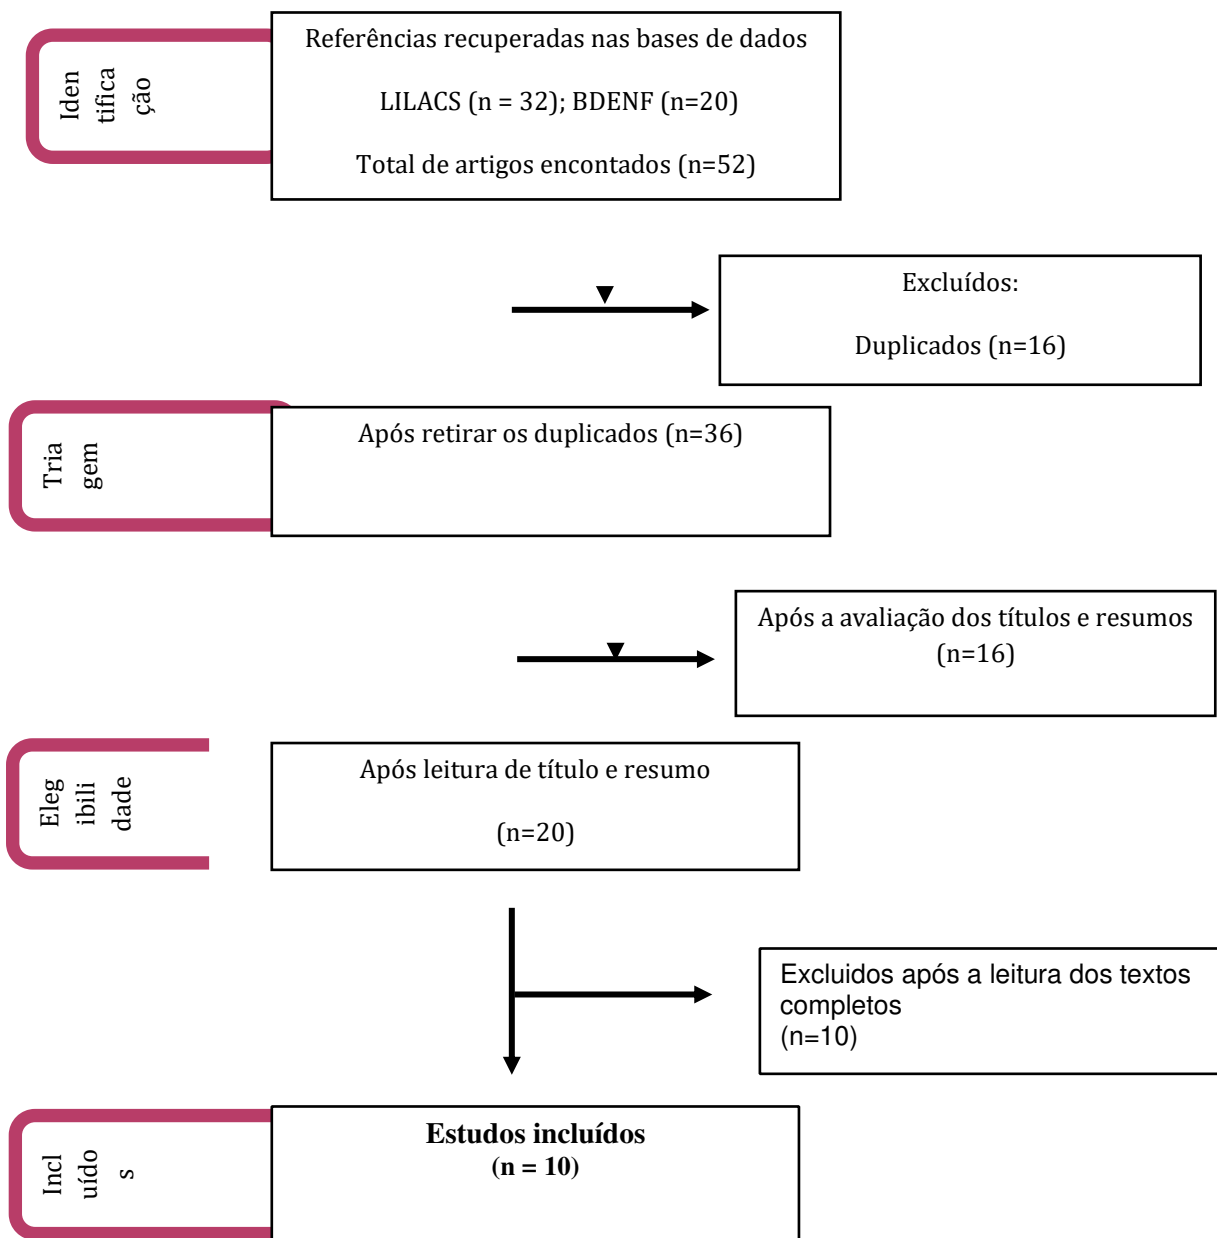 Iden
tifica
ção
Referências recuperadas nas bases de dados
LILACS (n = 32); BDENF (n=20)
Total de artigos encontados (n=52)
Excluídos:
Duplicados (n=16)
Tria
gem
Após retirar os duplicados (n=36)
Após a avaliação dos títulos e resumos
(n=16)
Eleg
ibili
dade
Após leitura de título e resumo
(n=20)
Excluidos após a leitura dos textos
completos
(n=10)
Incl
uído
s
Estudos incluídos
(n = 10)